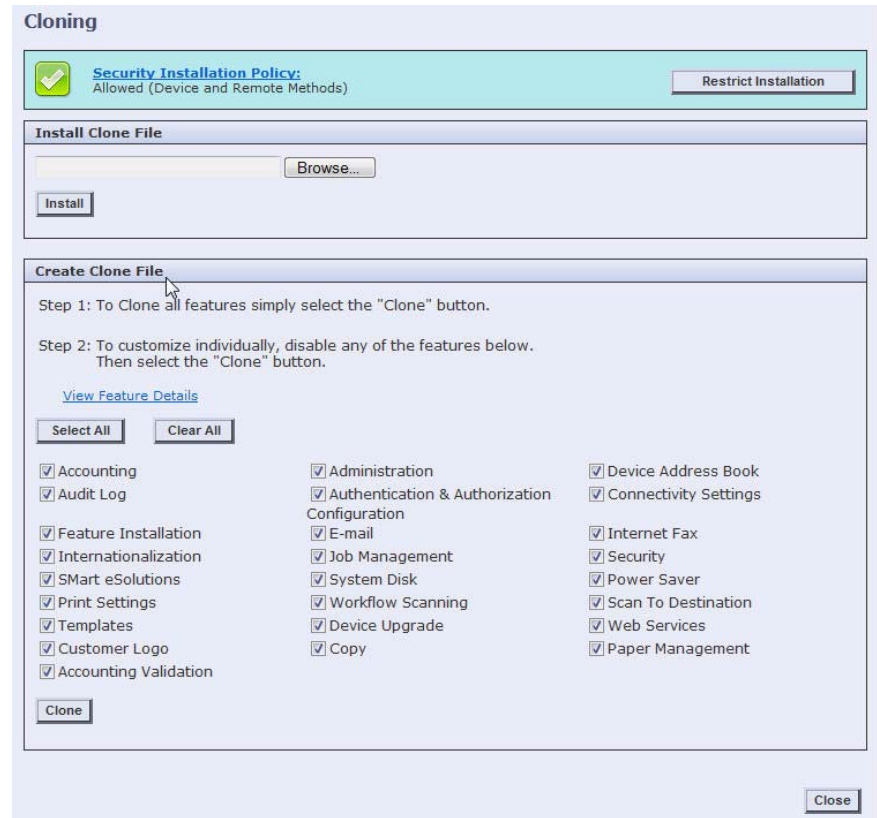 Cloning
Security Installation Policy:
Allowed (Device and Remote Methods)
Restrict Installation
Install Clone File
Browse...
Install
Create Clone File
Step 1: To Clone all features simply select the "Clone" button.
Step 2: To customize individually, disable any of the features below.
Then select the "Clone" button.
View Feature Details
Select All Clear All
Accounting Administration Device Address Book
Audit Log Authentication & Authorization Connectivity Settings
Configuration
Feature Installation E-mail Internet Fax
Internationalization Job Management Security
SMart eSolutions System Disk Power Saver
Print Settings Workflow Scanning Scan To Destination
Templates Device Upgrade Web Services
Customer Logo Copy Paper Management
Accounting Validation
Clone
Close